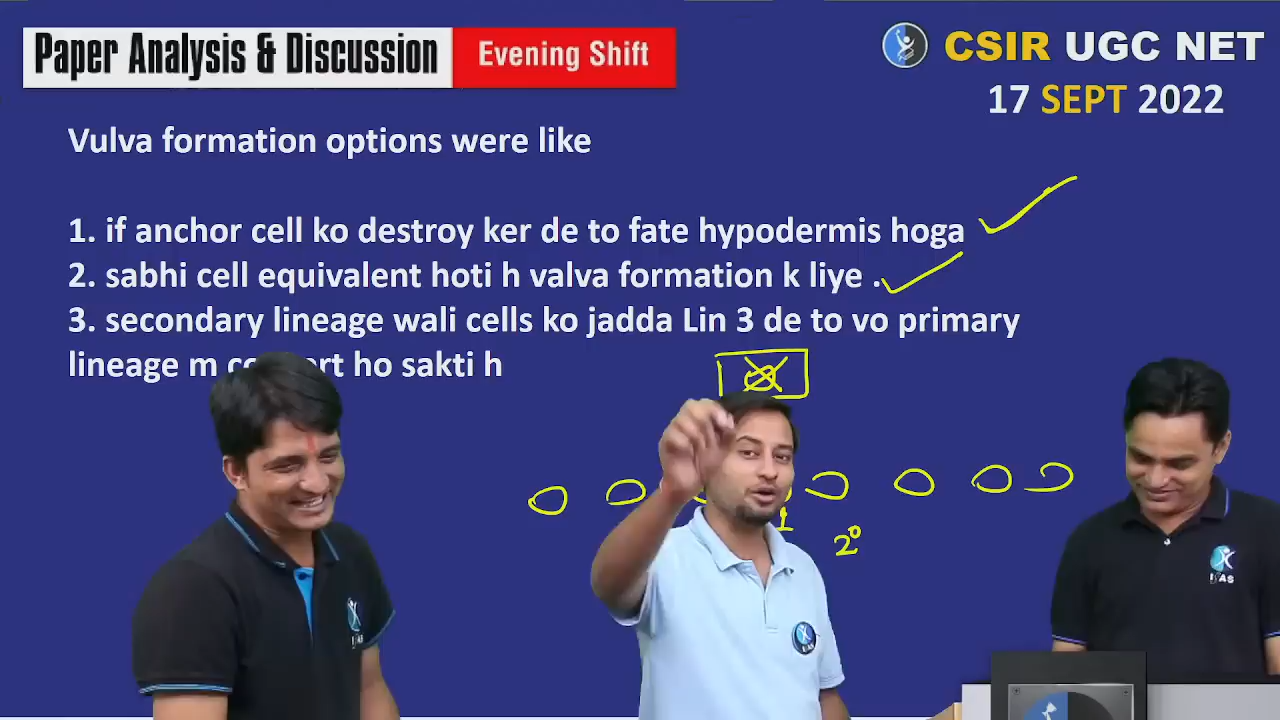 Paper Analysis & Discussion
Evening Shift
CSIR UGC NET
17 SEPT 2022
Vulva formation options were like
1. if anchor cell ko destroy ker de to fate hypodermis hoga
2. sabhi cell equivalent hoti h valva formation k liye .
3. secondary lineage wali cells ko jadda Lin 3 de to vo primary
lineage m ho sakti h
1
2°